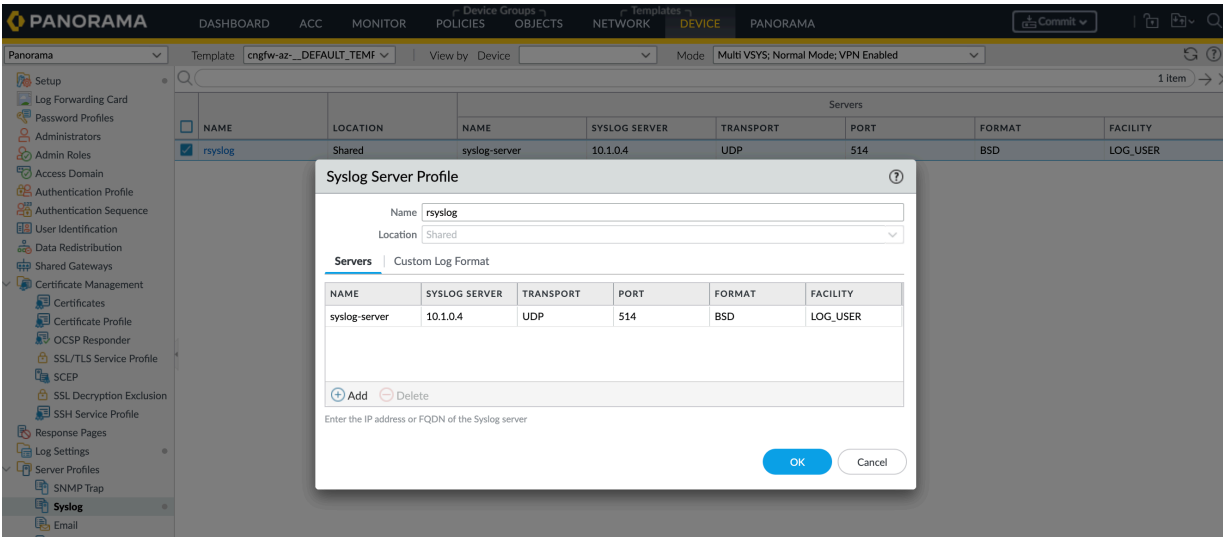 PANORAMA
DASHBOARD ACC MONITOR POLICIES OBJECTS NETWORK DEVICE PANORAMA
Device Groups
Templates
Commit
Panorama
Template cngfw-az-__DEFAULT_TEMF View by Device Mode Multi VSYS; Normal Mode; VPN Enabled
Setup
Log Forwarding Card
Password Profiles
Administrators
Admin Roles
Access Domain
Authentication Profile
Authentication Sequence
User Identification
Data Redistribution
Shared Gateways
Certificate Management
Certificates
Certificate Profile
OCSP Responder
SSL/TLS Service Profile
SCEP
SSL Decryption Exclusion
SSH Service Profile
Response Pages
Log Settings
Server Profiles
SNMP Trap
Syslog
Email
1 item
Servers
NAME LOCATION NAME SYSLOG SERVER TRANSPORT PORT FORMAT FACILITY
rsyslog Shared syslog-server 10.1.0.4 UDP 514 BSD LOG_USER
Syslog Server Profile
Name rsyslog
Location Shared
Servers Custom Log Format
NAME SYSLOG SERVER TRANSPORT PORT FORMAT FACILITY
syslog-server 10.1.0.4 UDP 514 BSD LOG_USER
Add Delete
Enter the IP address or FQDN of the Syslog server
OK Cancel